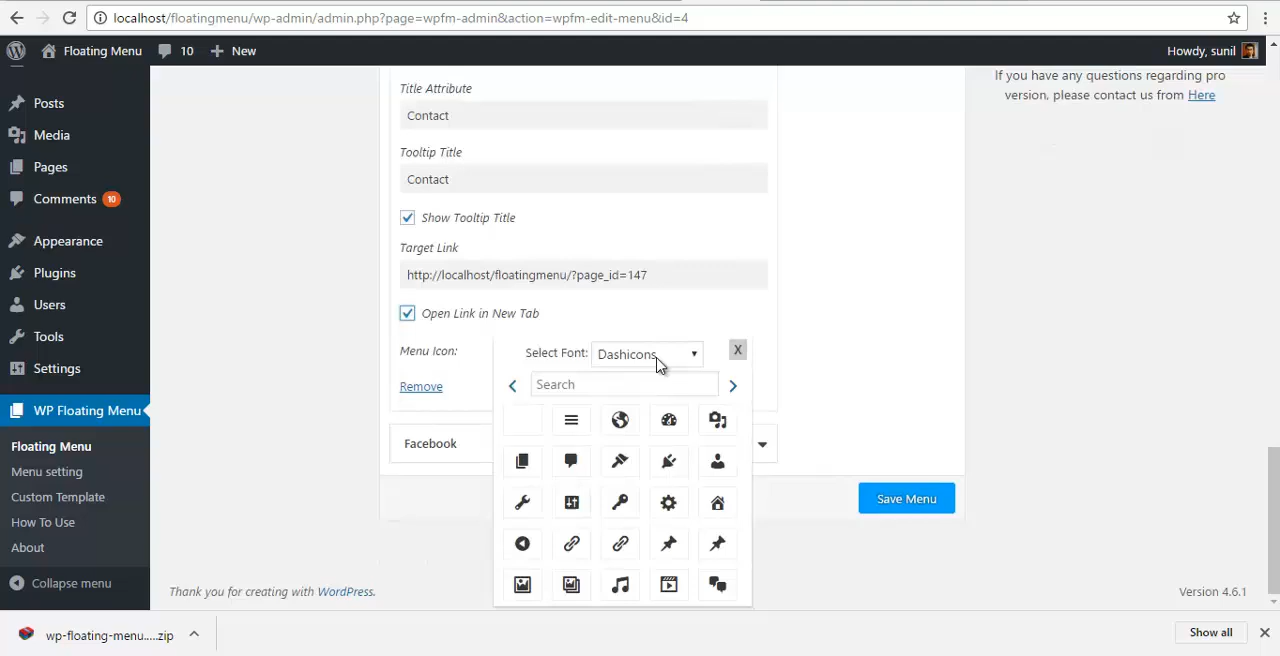 localhost/floatingmenu/wp-admin/admin.php?page=wpfm-admin&action=wpfm-edit-menu&id=4
Floating Menu 10 New Howdy, sunil
Posts
Media
Pages
Comments 10
Appearance
Plugins
Users
Tools
Settings
WP Floating Menu
Floating Menu
Menu setting
Custom Template
How To Use
About
Collapse menu
Title Attribute
Contact
Tooltip Title
Contact
Show Tooltip Title
Target Link
http://localhost/floatingmenu/?page_id=147
Open Link in New Tab
Menu Icon:
Select Font: Dashicons X
Remove
Search
Facebook
Save Menu
If you have any questions regarding pro
version, please contact us from Here
Thank you for creating with WordPress.
Version 4.6.1
wp-floating-menu....zip
Show all